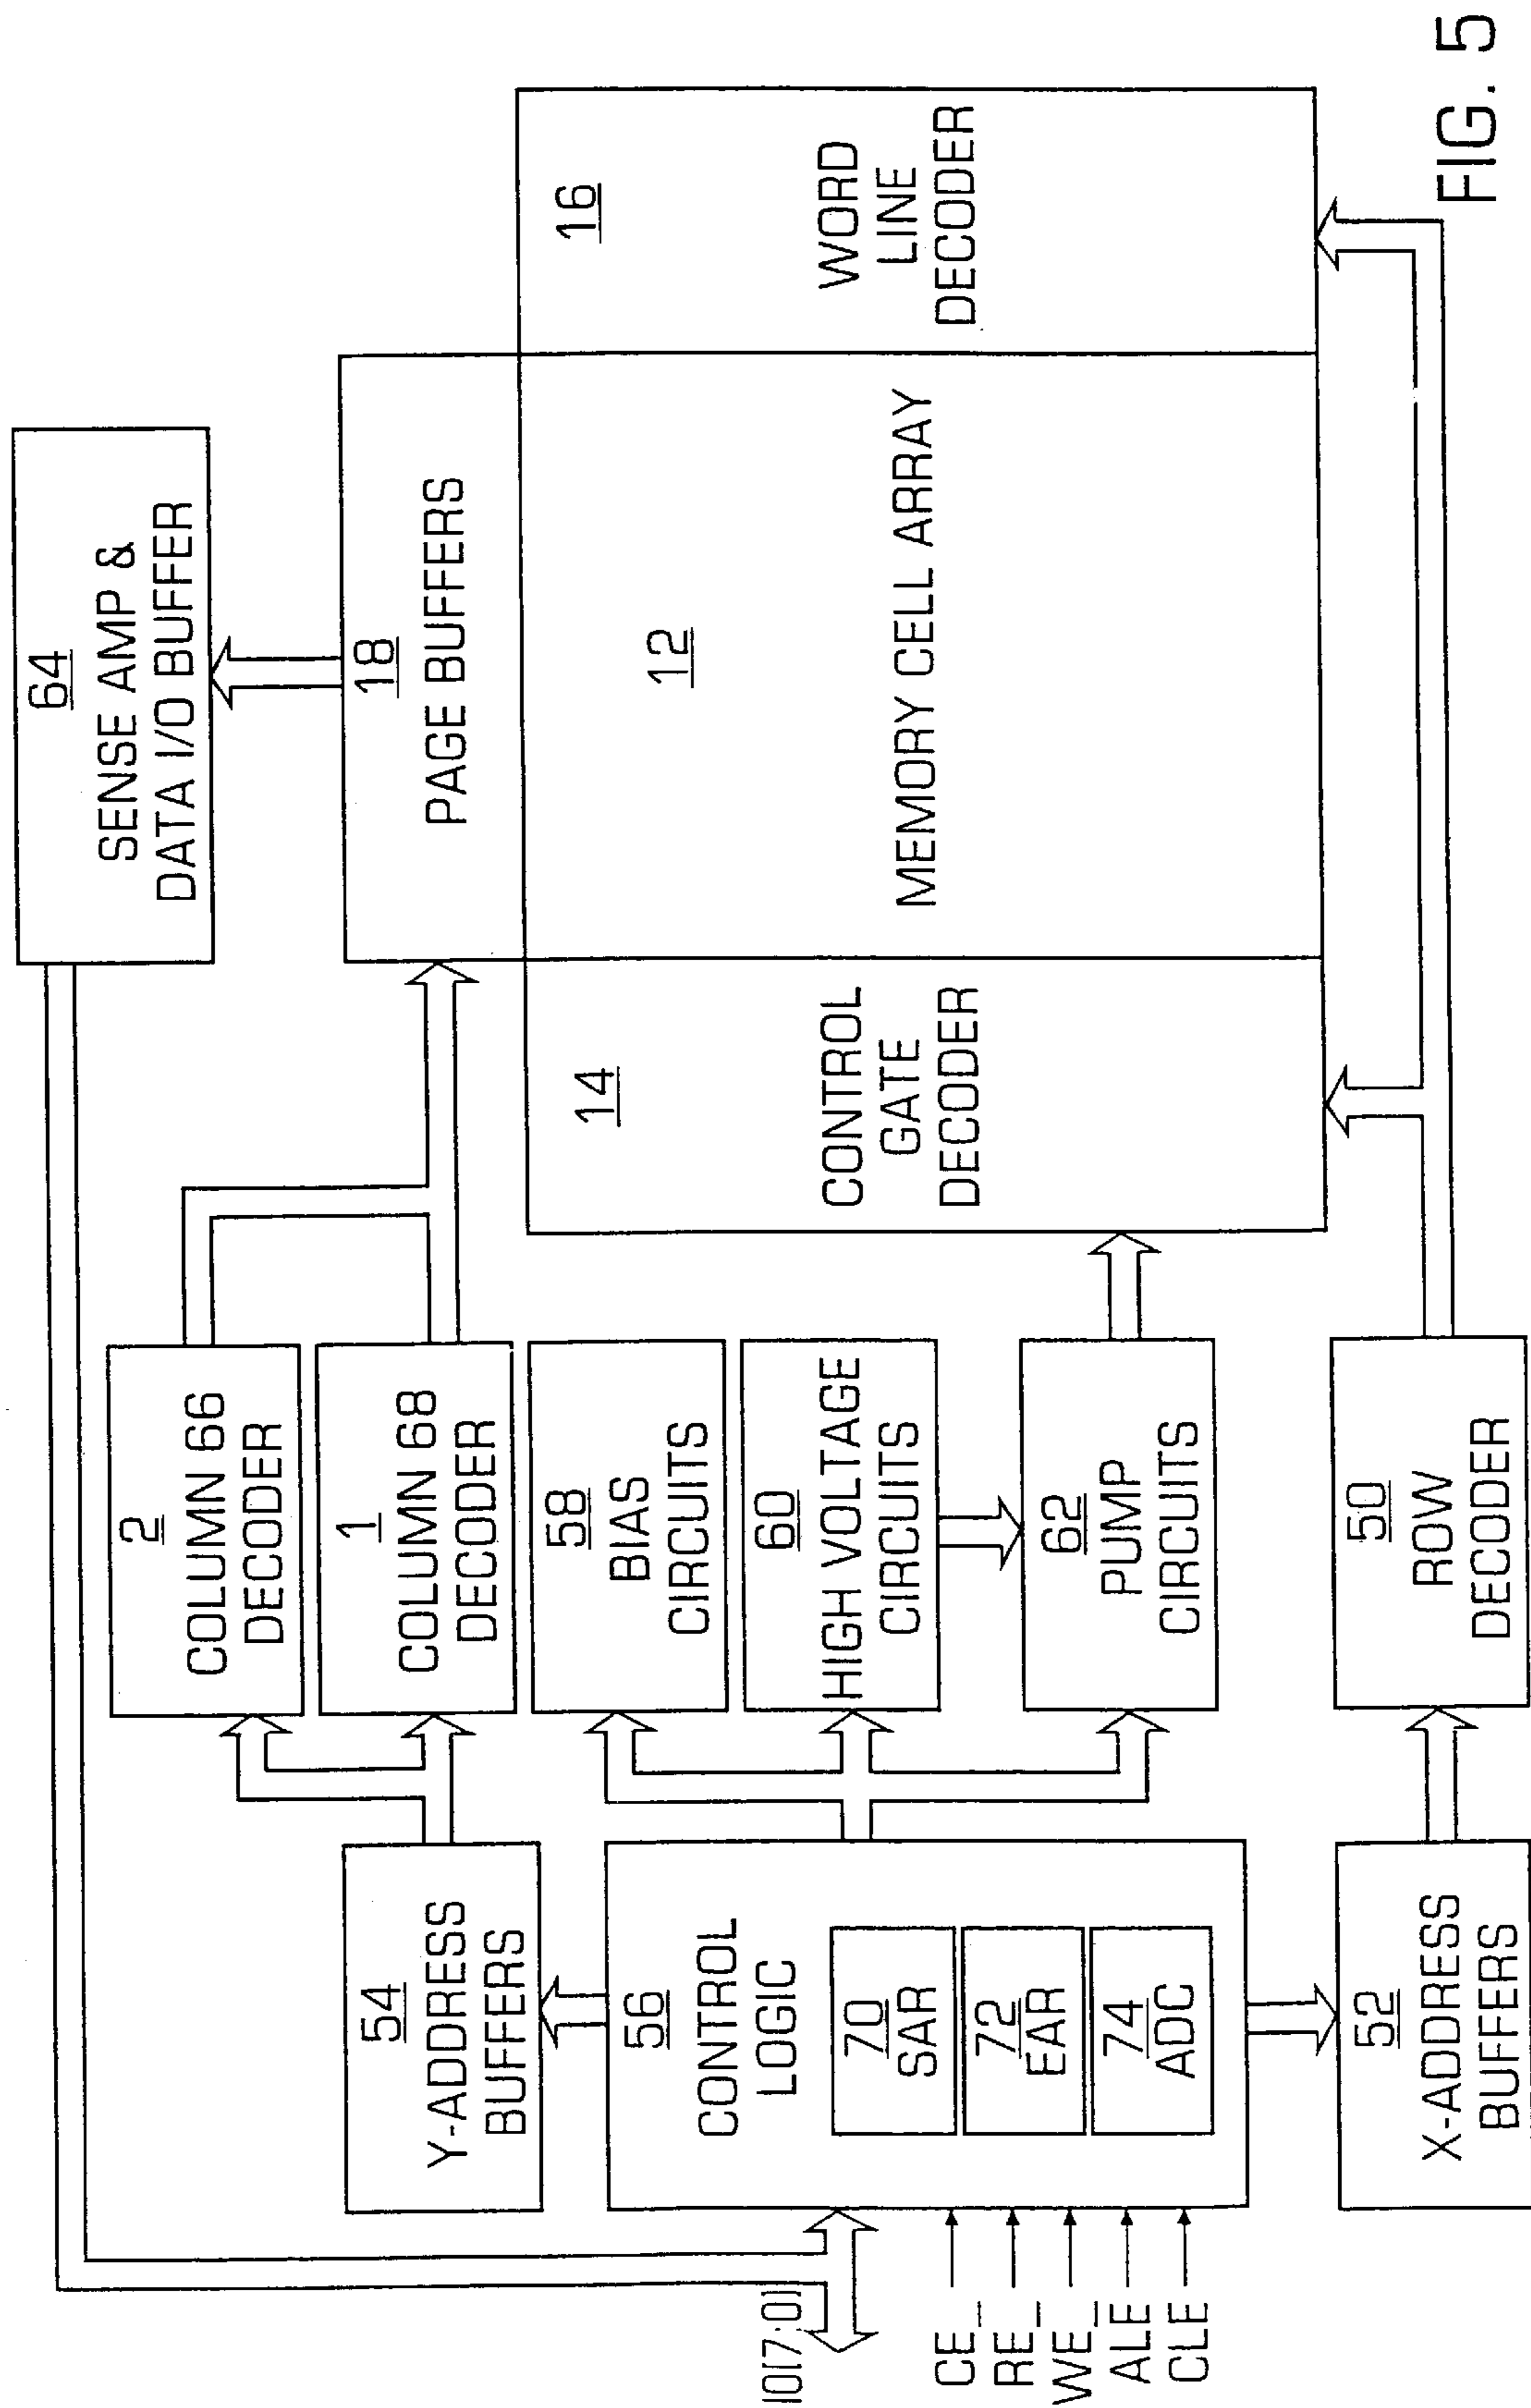 64
SENSE AMP &
DATA I/O BUFFER
2
COLUMN 66
DECODER
1
COLUMN 68
DECODER
18
PAGE BUFFERS
54
Y-ADDRESS
BUFFERS
58
BIAS
CIRCUITS
14
CONTROL
GATE
DECODER
12
MEMORY CELL ARRAY
16
WORD
LINE
DECODER
56
CONTROL
LOGIC
70
SAR
72
EAR
74
ADC
60
HIGH VOLTAGE
CIRCUITS
62
PUMP
CIRCUITS
IO[7:0]
CE_
RE_
WE_
ALE
CLE
52
X-ADDRESS
BUFFERS
50
ROW
DECODER
FIG. 5